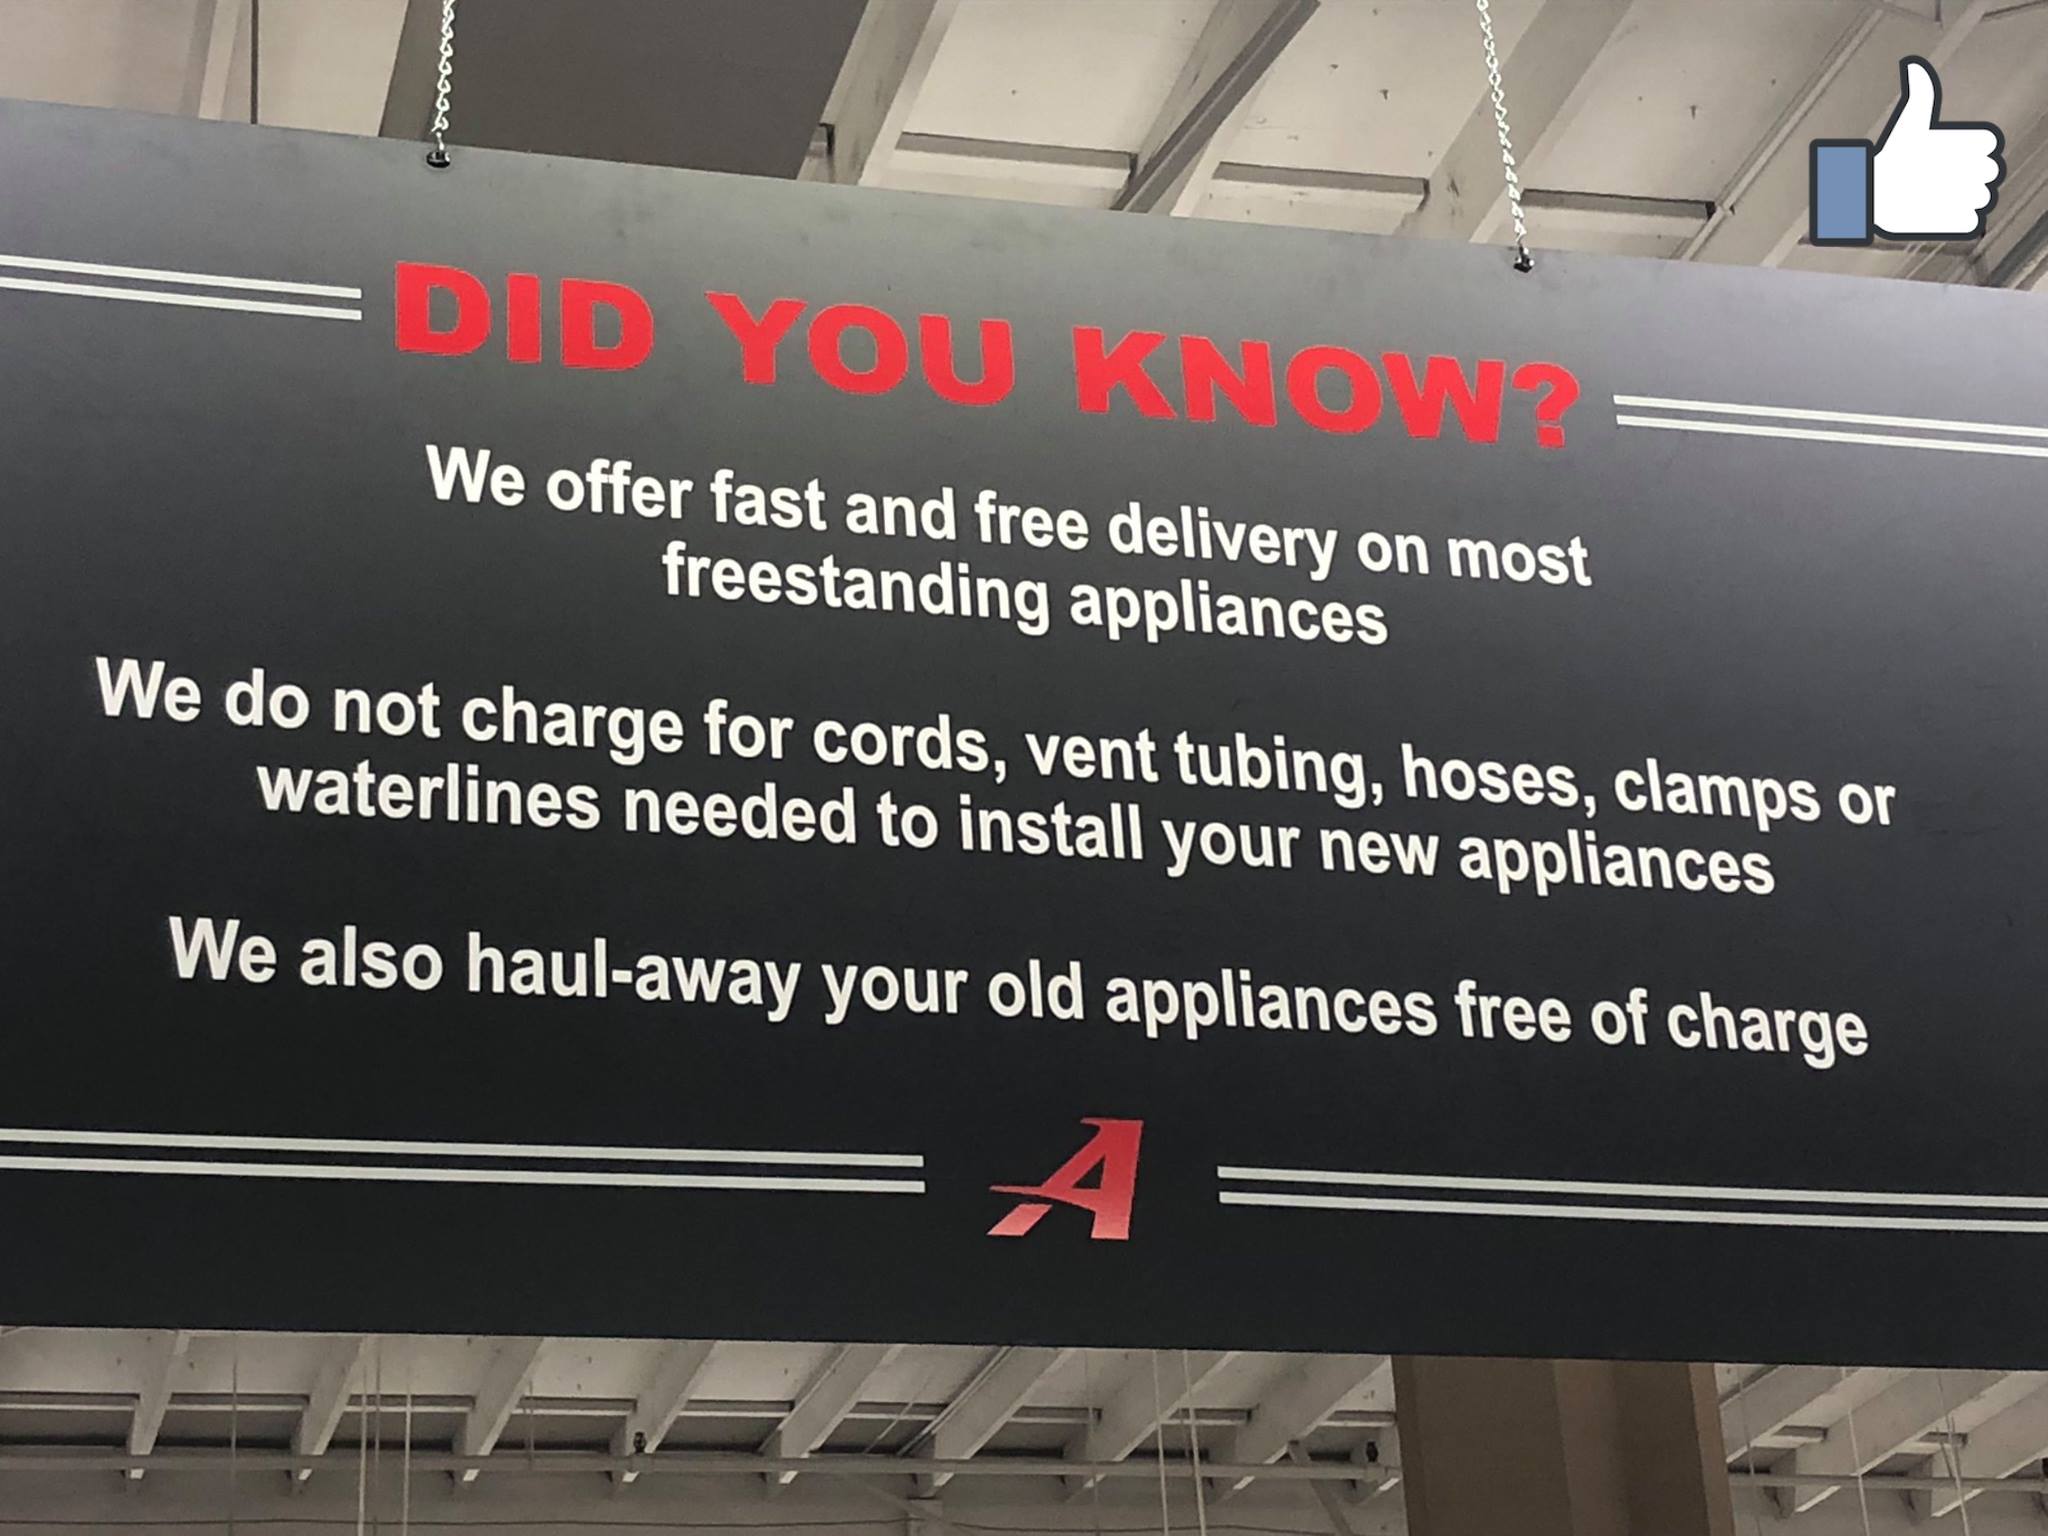 DID YOU KNOW?
We offer fast and free delivery on most
freestanding appliances
We do not charge for cords, vent tubing, hoses, clamps or
waterlines needed to install your new appliances
We also haul-away your old appliances free of charge
A